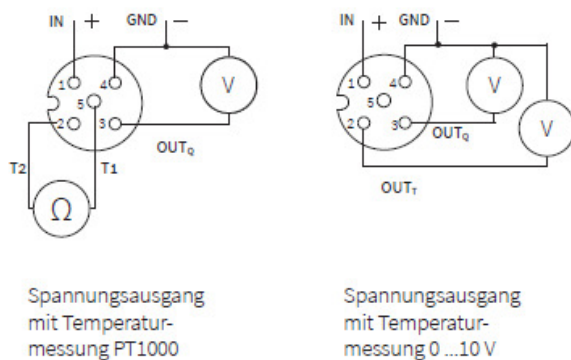 IN + GND −
IN + GND −
1 4
5
2 3
V
1 4
5
2 3
V
V
OUTQ
OUTQ
T2 T1
OUTT
Ω
Spannungsausgang
mit Temperatur-
messung PT1000
Spannungsausgang
mit Temperatur-
messung 0 ...10 V